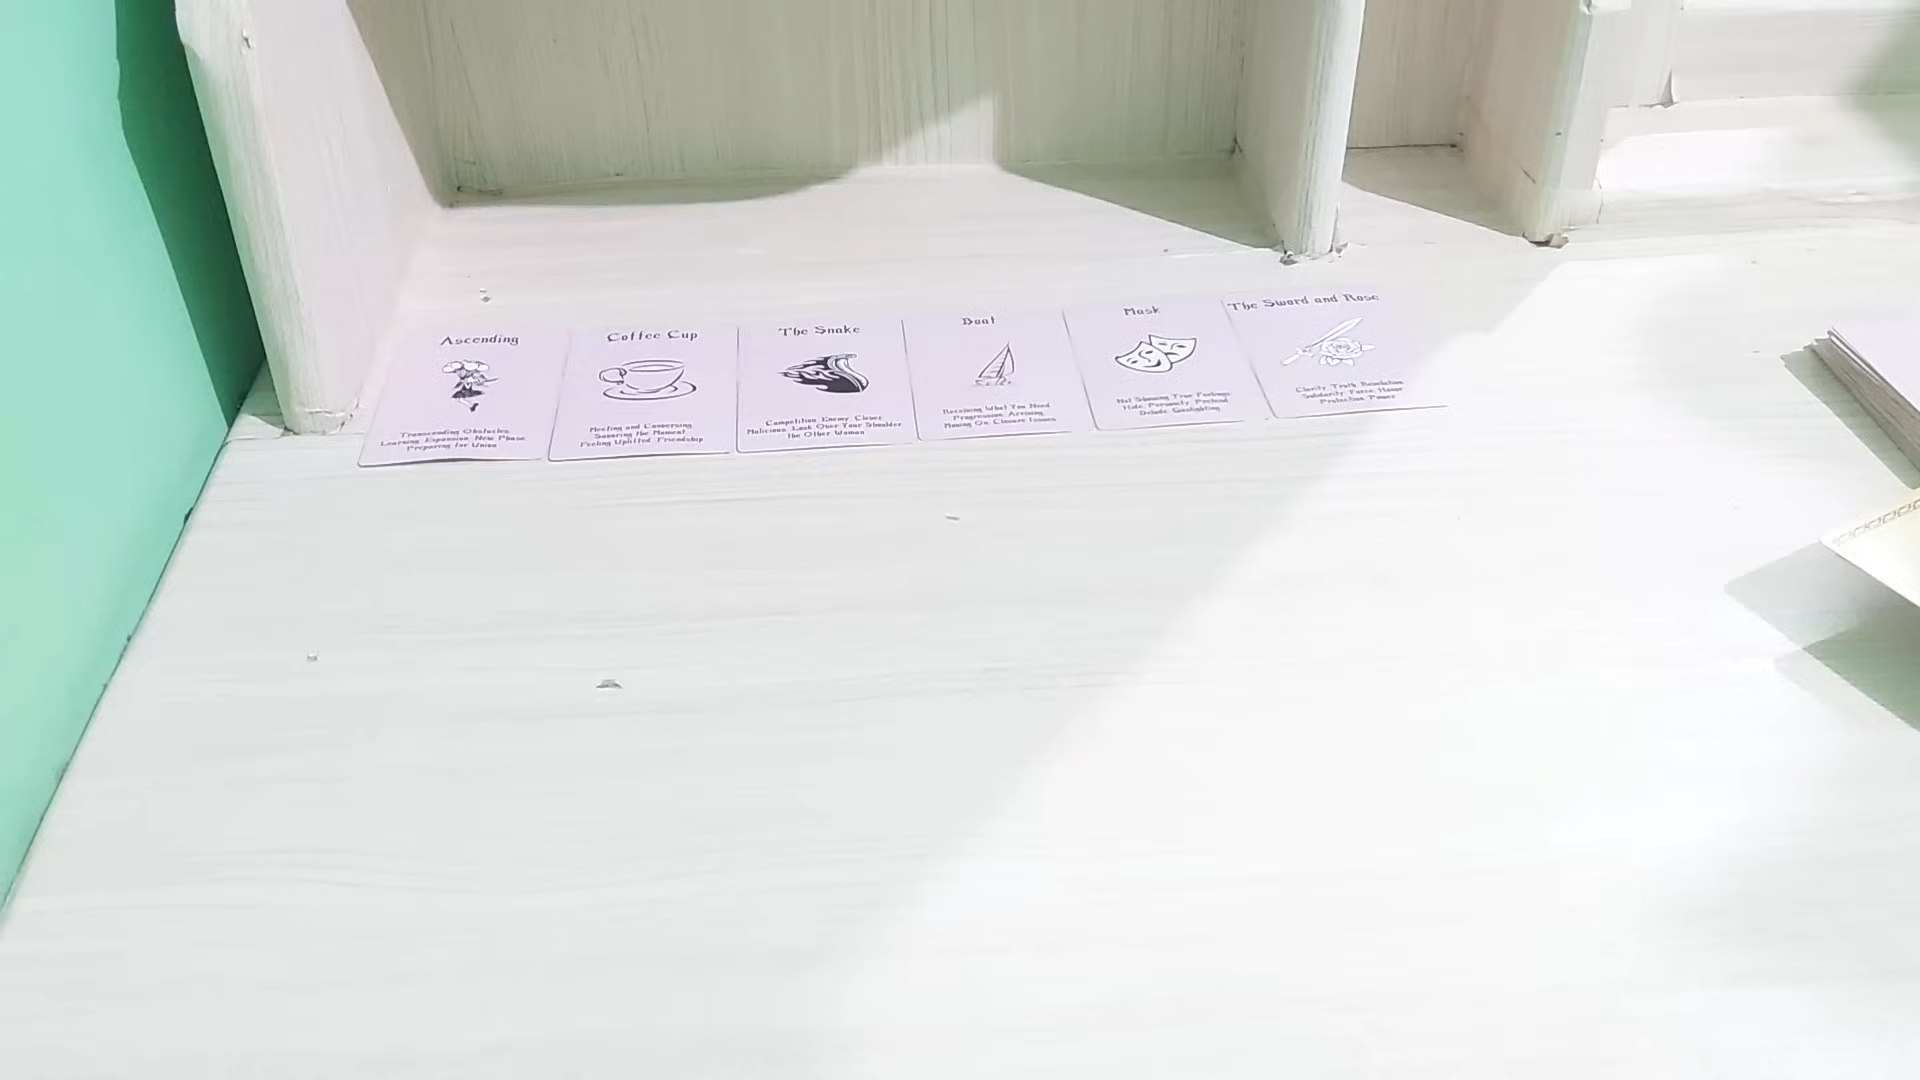 Ascending
Transcending Obstacles
Learning Expansion New Phase
Preparing for Union
Coffee Cup
Meeting and Conversing
Savoring the Moment
Feeling Uplifted Friendship
The Snake
Competition Enemy Clever
Malicious Look Over Your Shoulder
the Other Woman
Boat
Receiving What You Need
Progression Arriving
Moving On Closure Issues
Mask
Not Showing True Feelings
Hide Persona Pretend
Delude Gaslighting
The Sword and Rose
Clarity Truth Resolution
Solidarity Force Honor
Protection Power